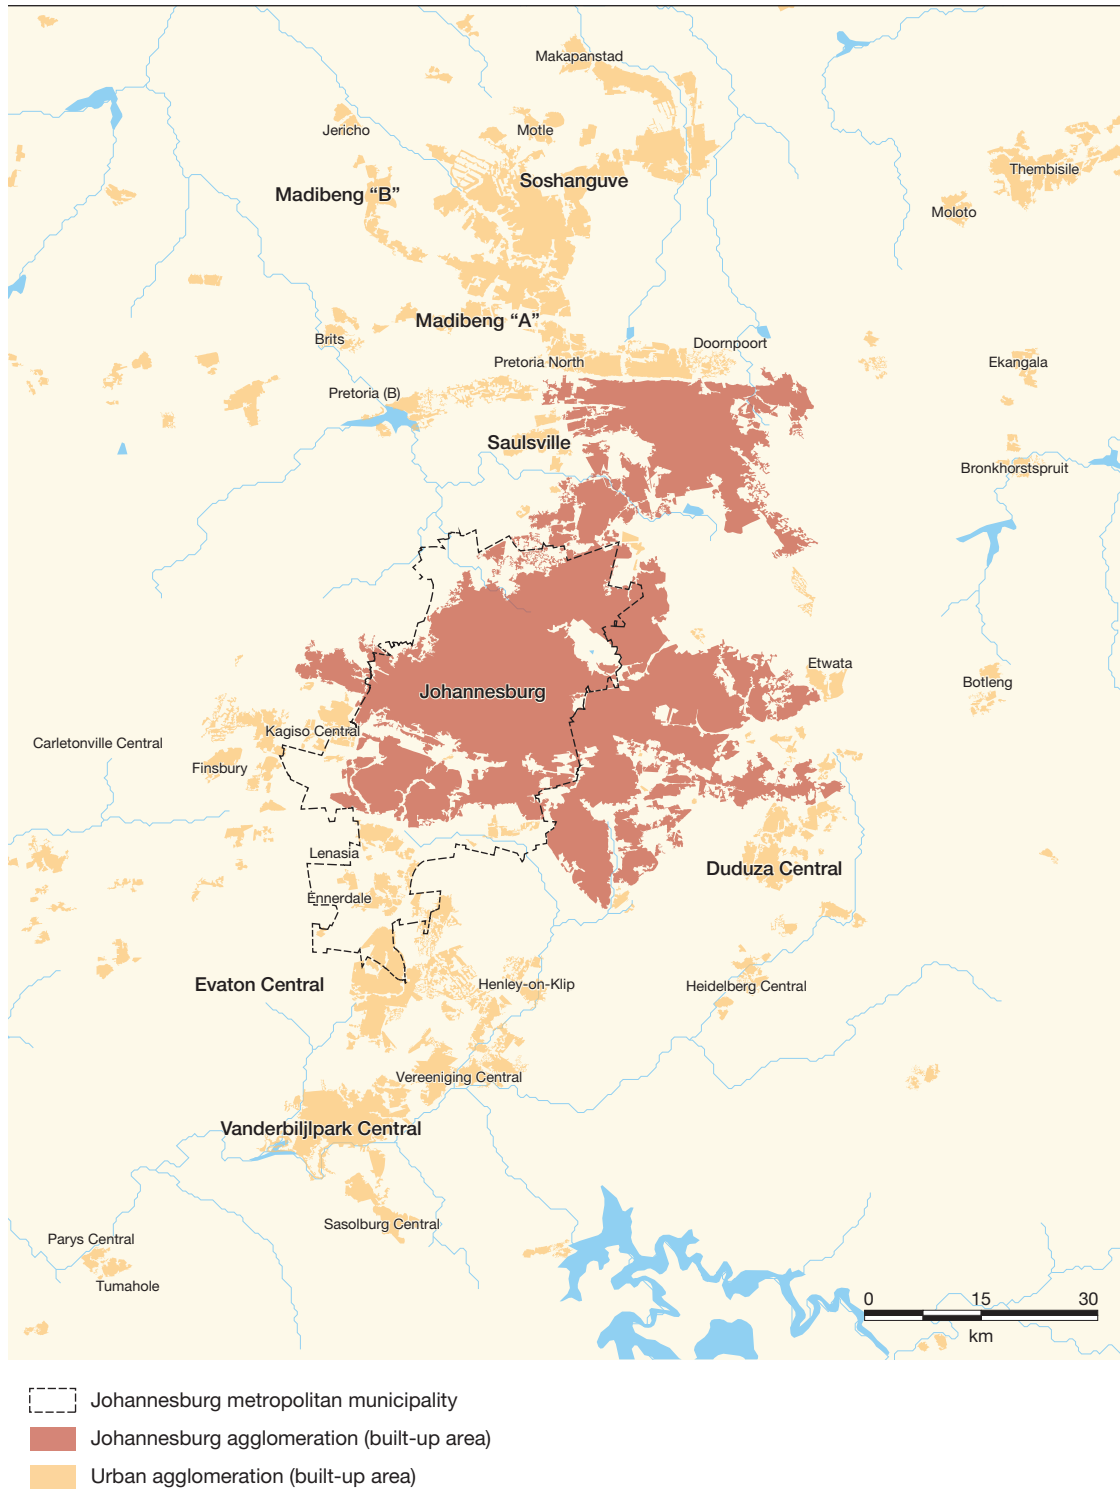 Makapanstad
Jericho
Motle
Soshanguve
Thembisile
Madibeng “B”
Moloto
Madibeng “A”
Brits
Doornpoort
Pretoria North
Ekangala
Pretoria (B)
Saulsville
Bronkhorstspruit
Etwata
Botleng
Johannesburg
Kagiso Central
Carletonville Central
Finsbury
Lenasia
Duduza Central
Ennerdale
Evaton Central
Henley-on-Klip
Heidelberg Central
Vereeniging Central
Vanderbiljlpark Central
Sasolburg Central
Parys Central
Tumahole
0 15 30
km
Johannesburg metropolitan municipality
Johannesburg agglomeration (built-up area)
Urban agglomeration (built-up area)